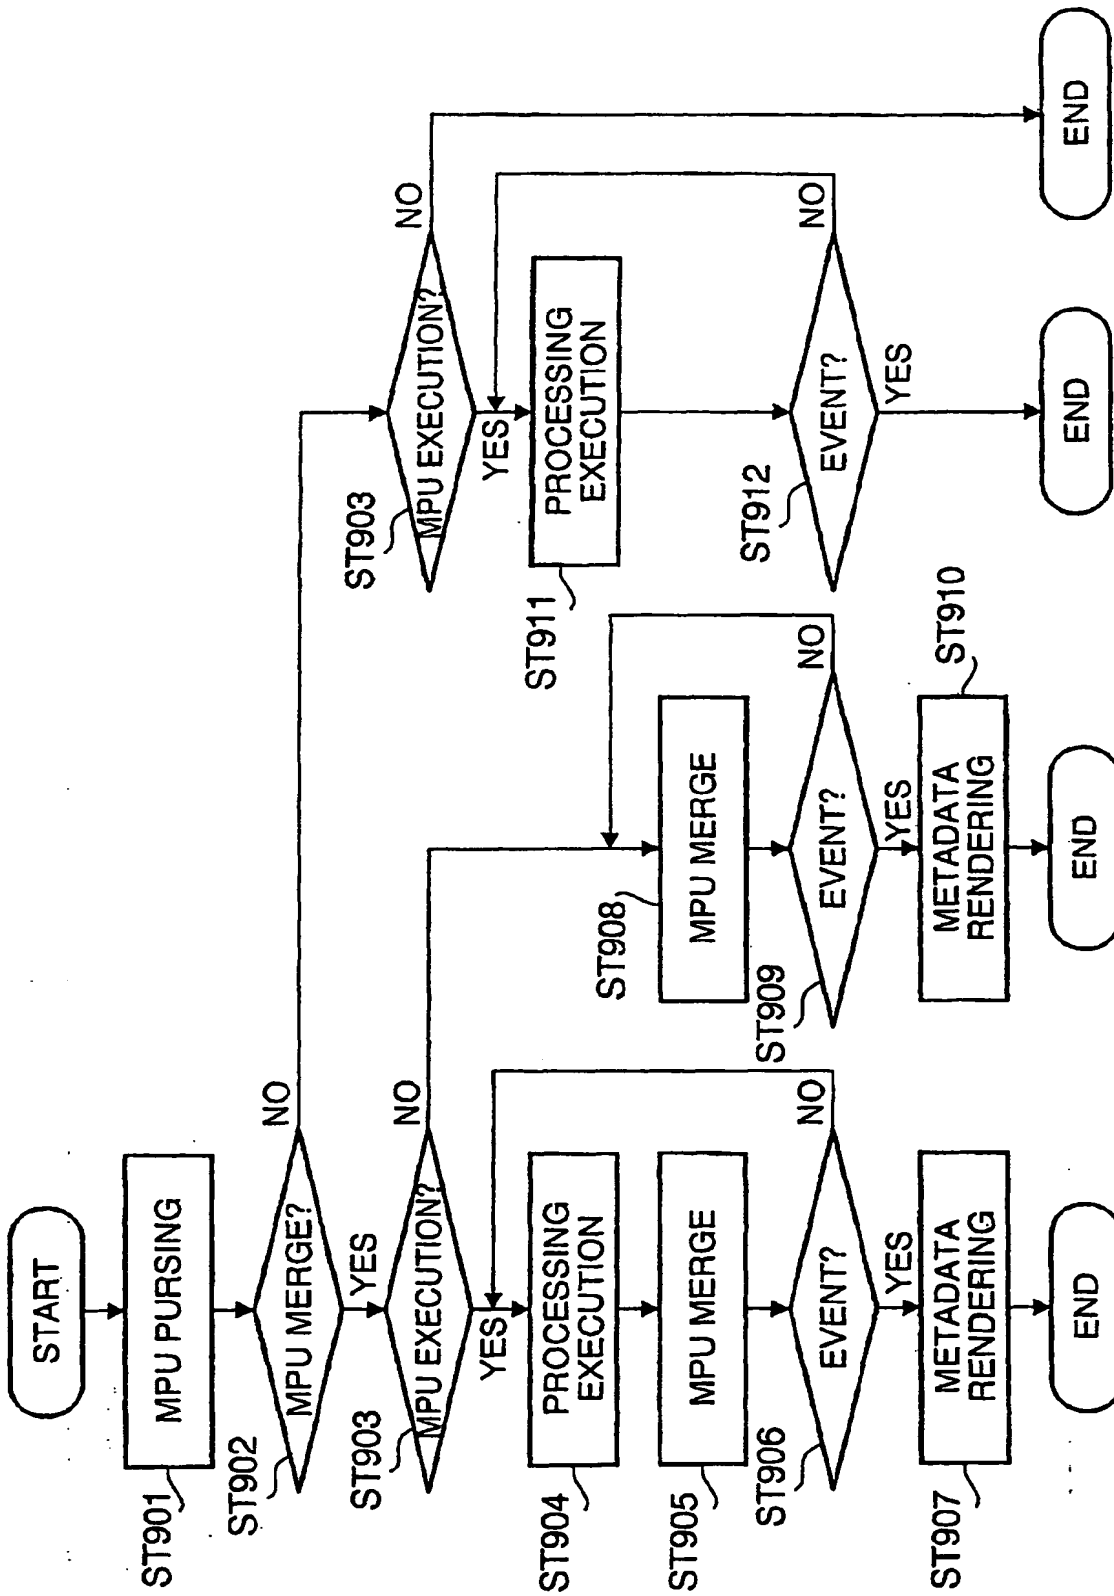 START
MPU PURSING
ST901
MPU MERGE?
ST902
NO
YES
MPU EXECUTION?
ST903
NO
YES
PROCESSING
EXECUTION
ST904
MPU MERGE
ST905
EVENT?
ST906
NO
YES
METADATA
RENDERING
ST907
END
MPU MERGE
ST908
EVENT?
ST909
NO
YES
METADATA
RENDERING
ST910
END
MPU EXECUTION?
ST903
NO
YES
PROCESSING
EXECUTION
ST911
EVENT?
ST912
NO
YES
END
END